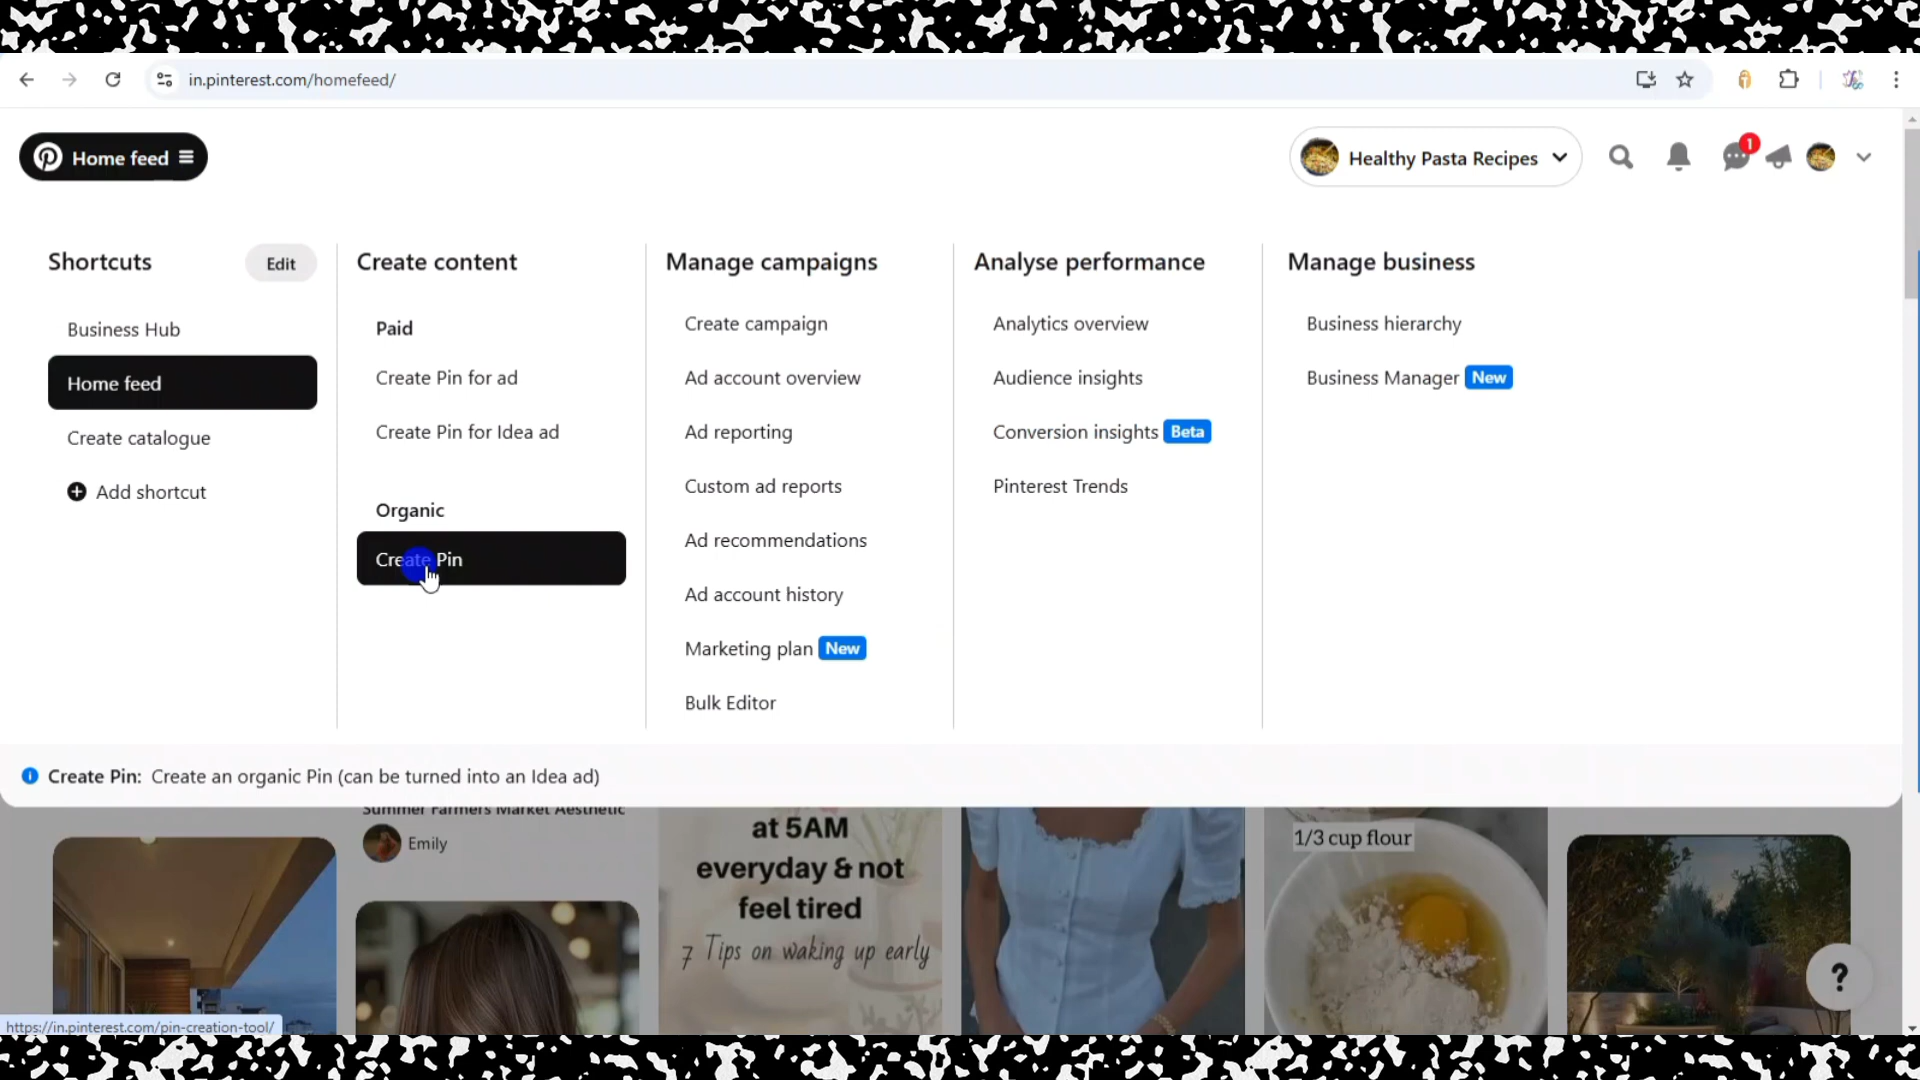 in.pinterest.com/homefeed/
Home feed
Healthy Pasta Recipes
1
Shortcuts
Edit
Business Hub
Home feed
Create catalogue
Add shortcut
Create content
Paid
Create Pin for ad
Create Pin for Idea ad
Organic
Create Pin
Manage campaigns
Create campaign
Ad account overview
Ad reporting
Custom ad reports
Ad recommendations
Ad account history
Marketing plan New
Bulk Editor
Analyse performance
Analytics overview
Audience insights
Conversion insights Beta
Pinterest Trends
Manage business
Business hierarchy
Business Manager New
Create Pin: Create an organic Pin (can be turned into an Idea ad)
Summer Farmers Market Aesthetic
Emily
at 5AM
everyday & not
feel tired
7 Tips on waking up early
1/3 cup flour
?
https://in.pinterest.com/pin-creation-tool/